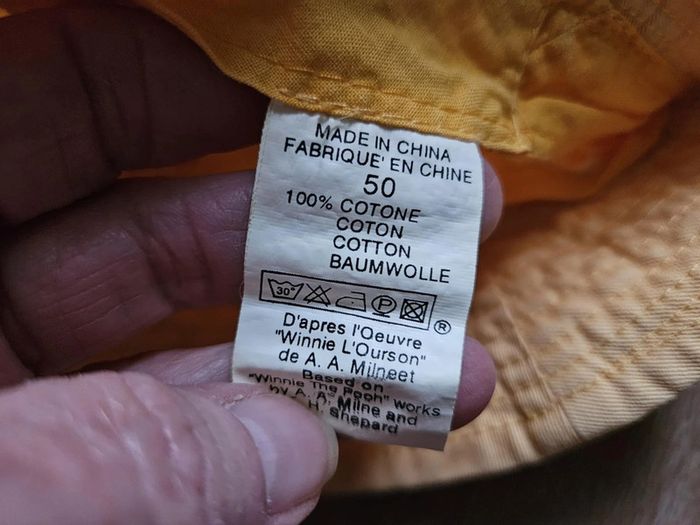 MADE IN CHINA
FABRIQUE' EN CHINE
50
100% COTONE
COTON
COTTON
BAUMWOLLE
30° P ®
D'apres l'Oeuvre
"Winnie L'Ourson"
de A. A. Milneet
Based on
"Winnie The Pooh" works
by A. A. Milne and
H. Shepard